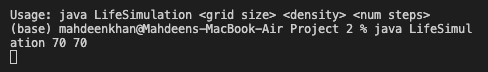 Usage: java LifeSimulation <grid size> <density> <num steps>
(base) mahdeenkhan@Mahdeens-MacBook-Air Project 2 % java LifeSimul
ation 70 70